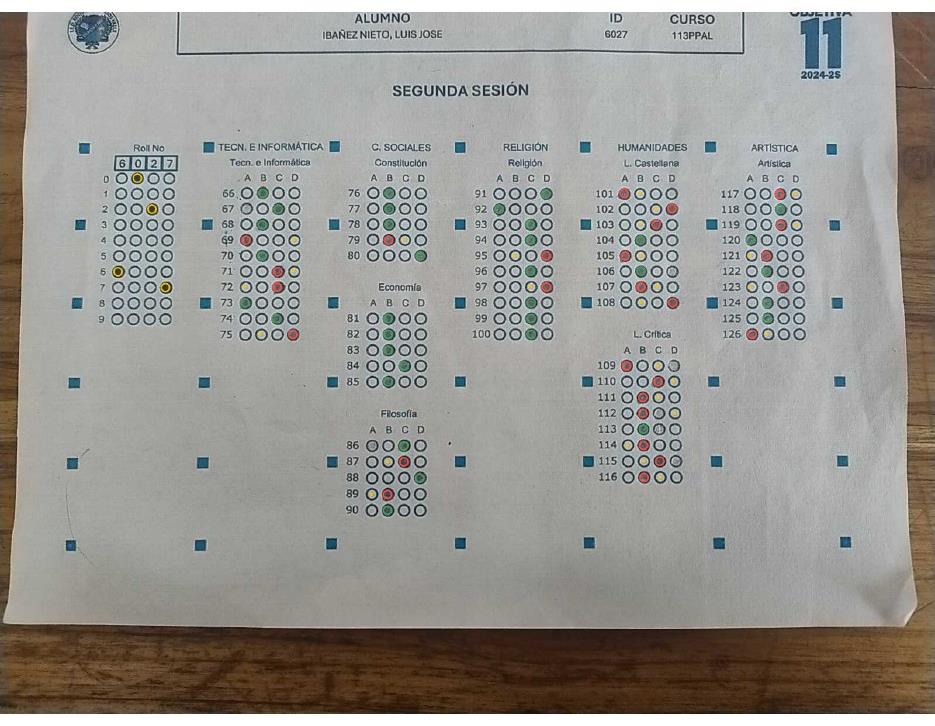 OBJETIVA
ALUMNO ID CURSO
IBAÑEZ NIETO, LUIS JOSE 6027 113PPAL
11
2024-25
SEGUNDA SESIÓN
Roll No
6 0 2 7
0
1
2
3
4
5
6
7
8
9
TECN. E INFORMÁTICA
Tecn. e Informática
A B C D
66
67
68
69
70
71
72
73
74
75
C. SOCIALES
Constitución
A B C D
76
77
78
79
80
Economía
A B C D
81
82
83
84
85
Filosofía
A B C D
86
87
88
89
90
RELIGIÓN
Religión
A B C D
91
92
93
94
95
96
97
98
99
100
HUMANIDADES
L. Castellana
A B C D
101
102
103
104
105
106
107
108
L. Crítica
A B C D
109
110
111
112
113
114
115
116
ARTÍSTICA
Artística
A B C D
117
118
119
120
121
122
123
124
125
126